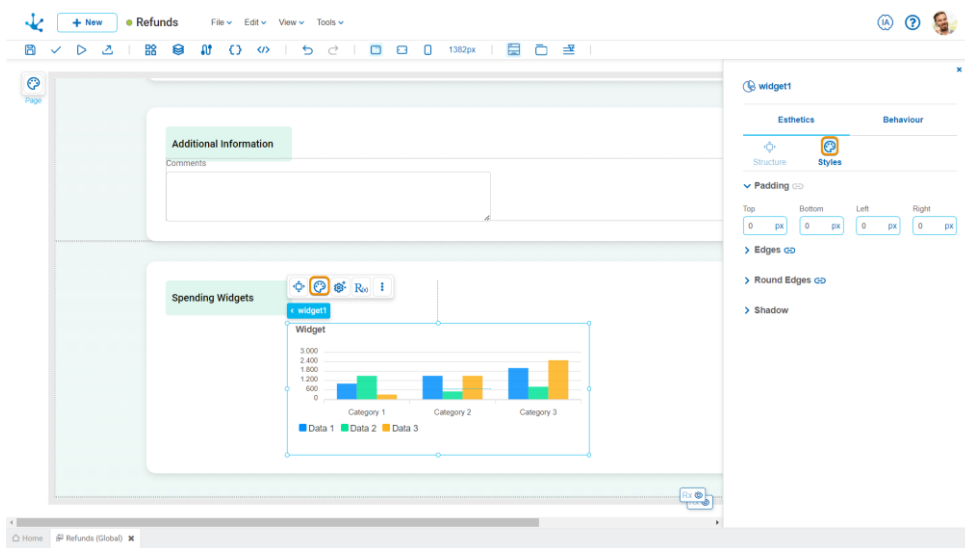 + New
Refunds
File
Edit
View
Tools
IA
?
</>
1382px
Page
widget1
Esthetics
Behaviour
Structure
Styles
Padding
Top
Bottom
Left
Right
0 px
0 px
0 px
0 px
Edges
Round Edges
Shadow
Additional Information
Comments
Spending Widgets
R(x)
< widget1
Widget
3.000
2.400
1.800
1.200
600
0
Category 1
Category 2
Category 3
Data 1
Data 2
Data 3
Rx
Home
Refunds (Global)